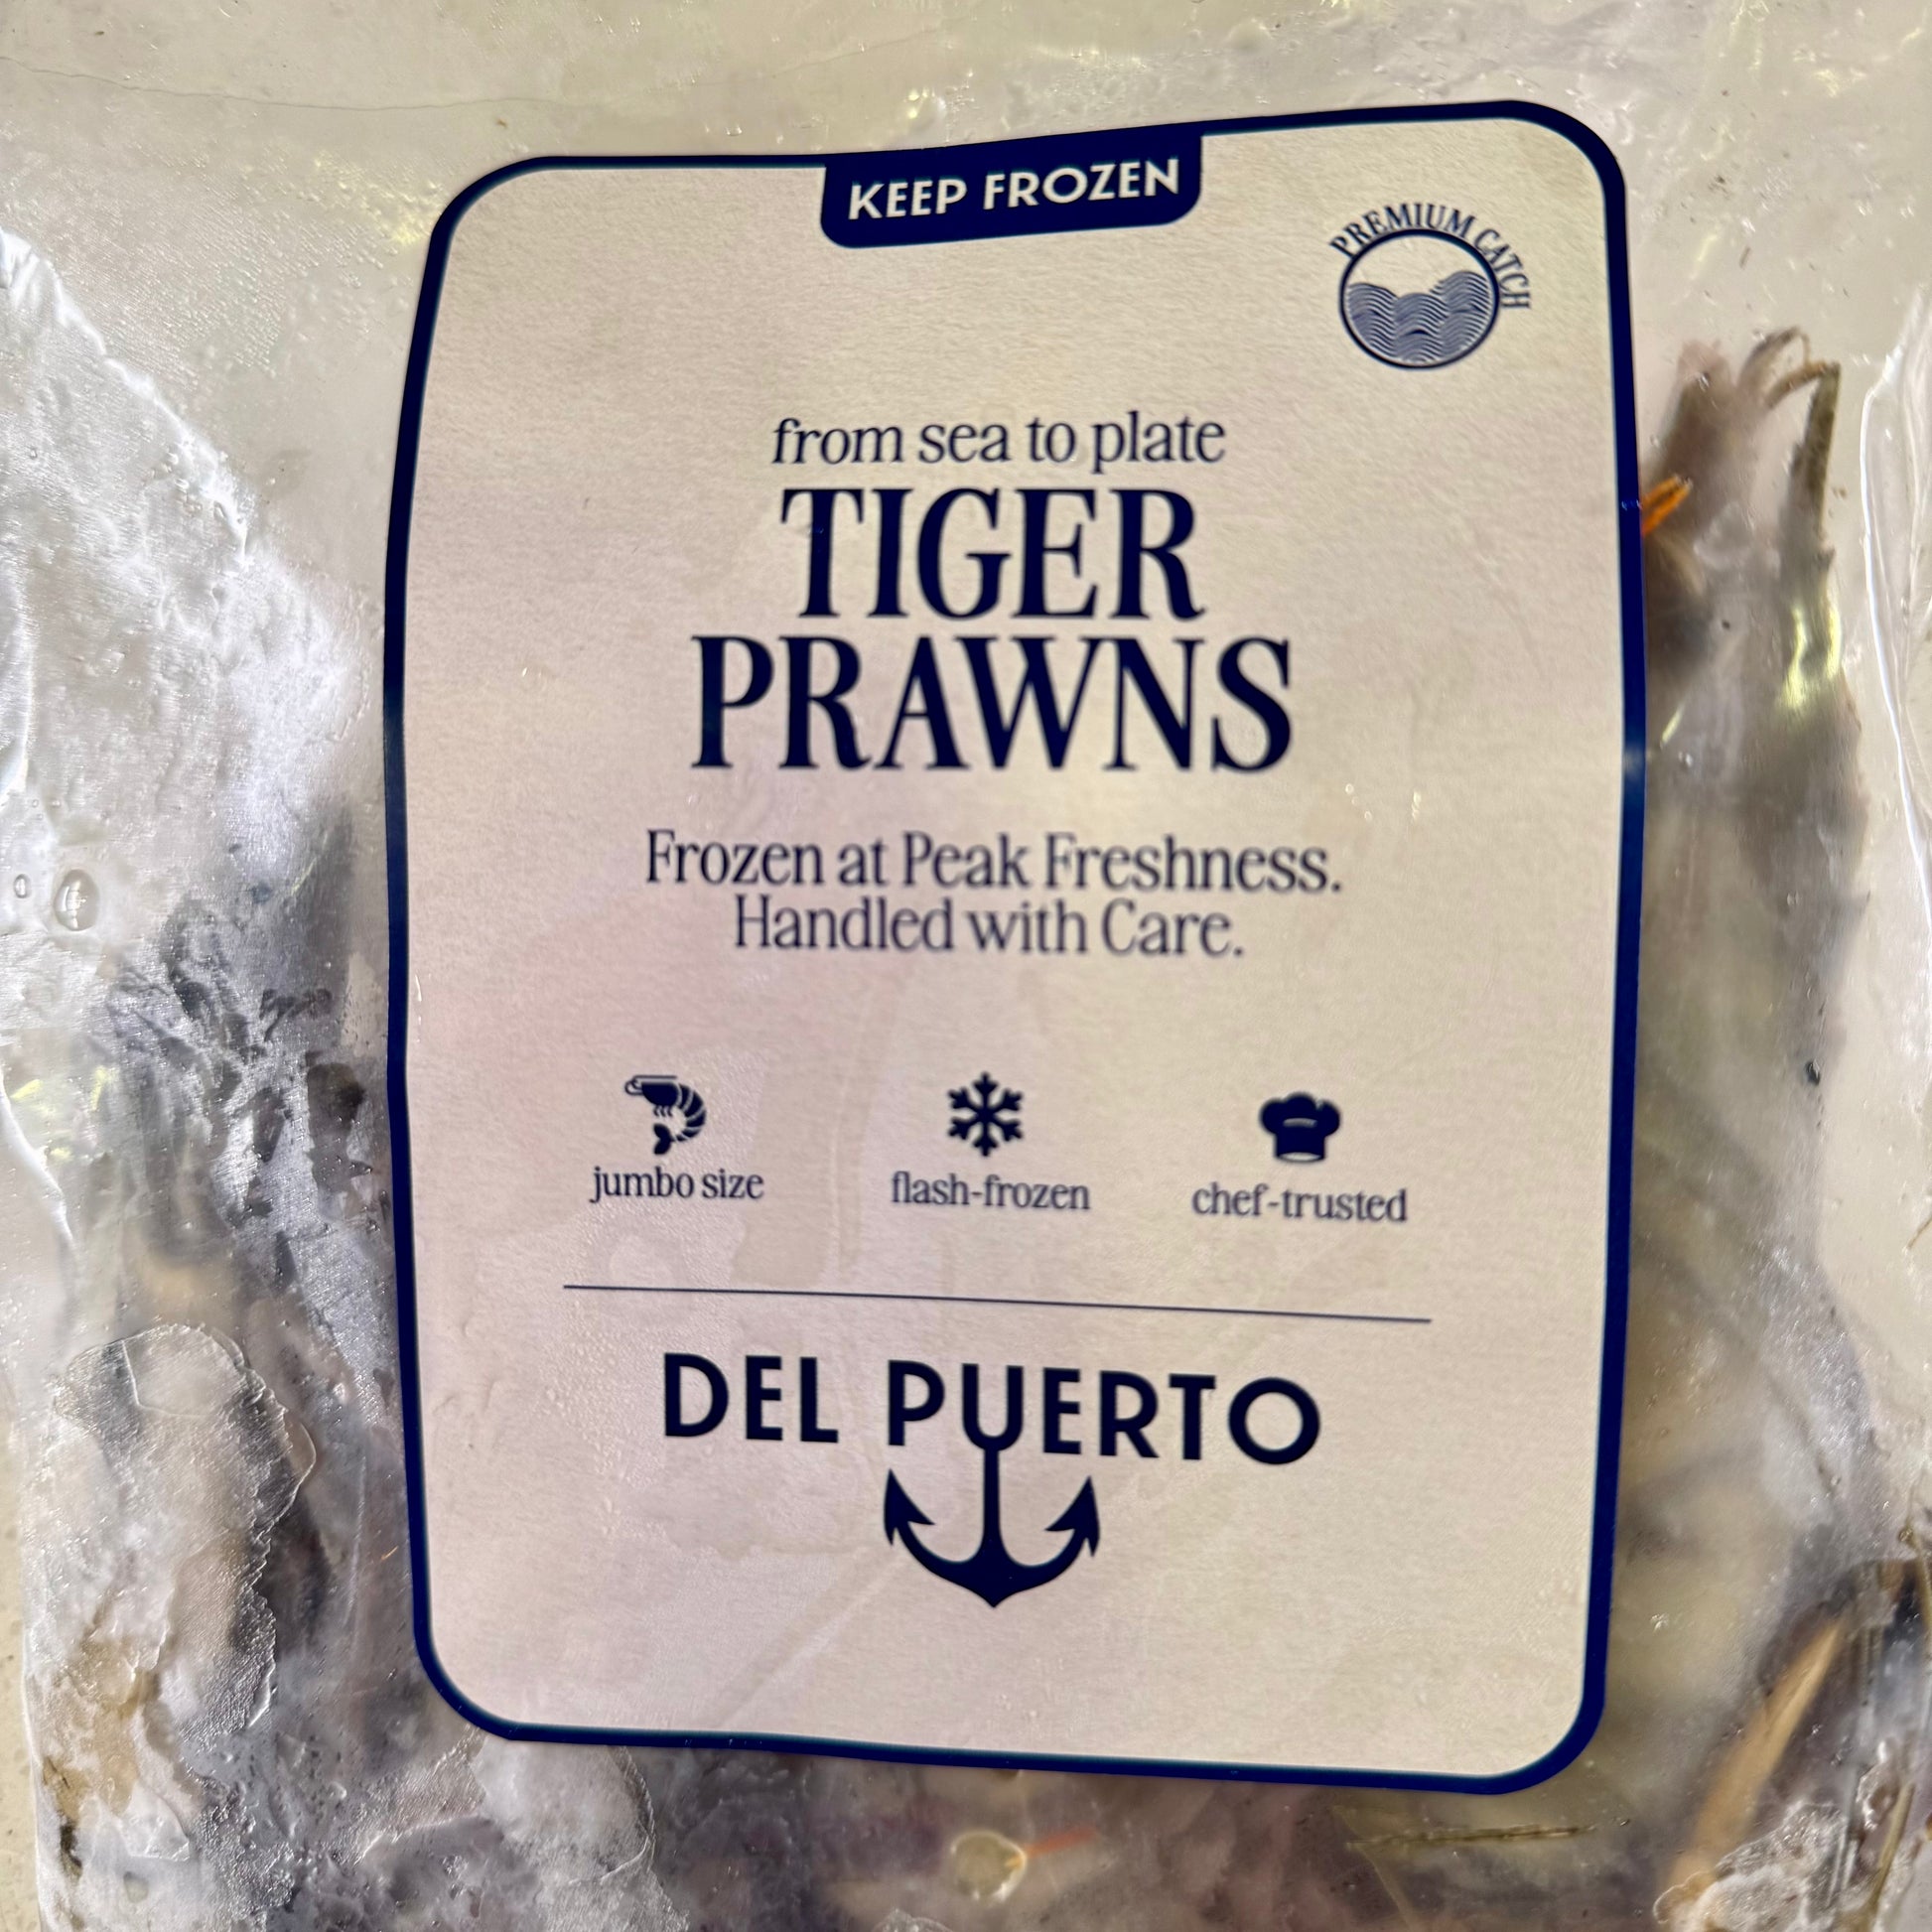 KEEP FROZEN
PREMIUM CATCH
from sea to plate
TIGER
PRAWNS
Frozen at Peak Freshness.
Handled with Care.
jumbo size
flash-frozen
chef-trusted
DEL PUERTO